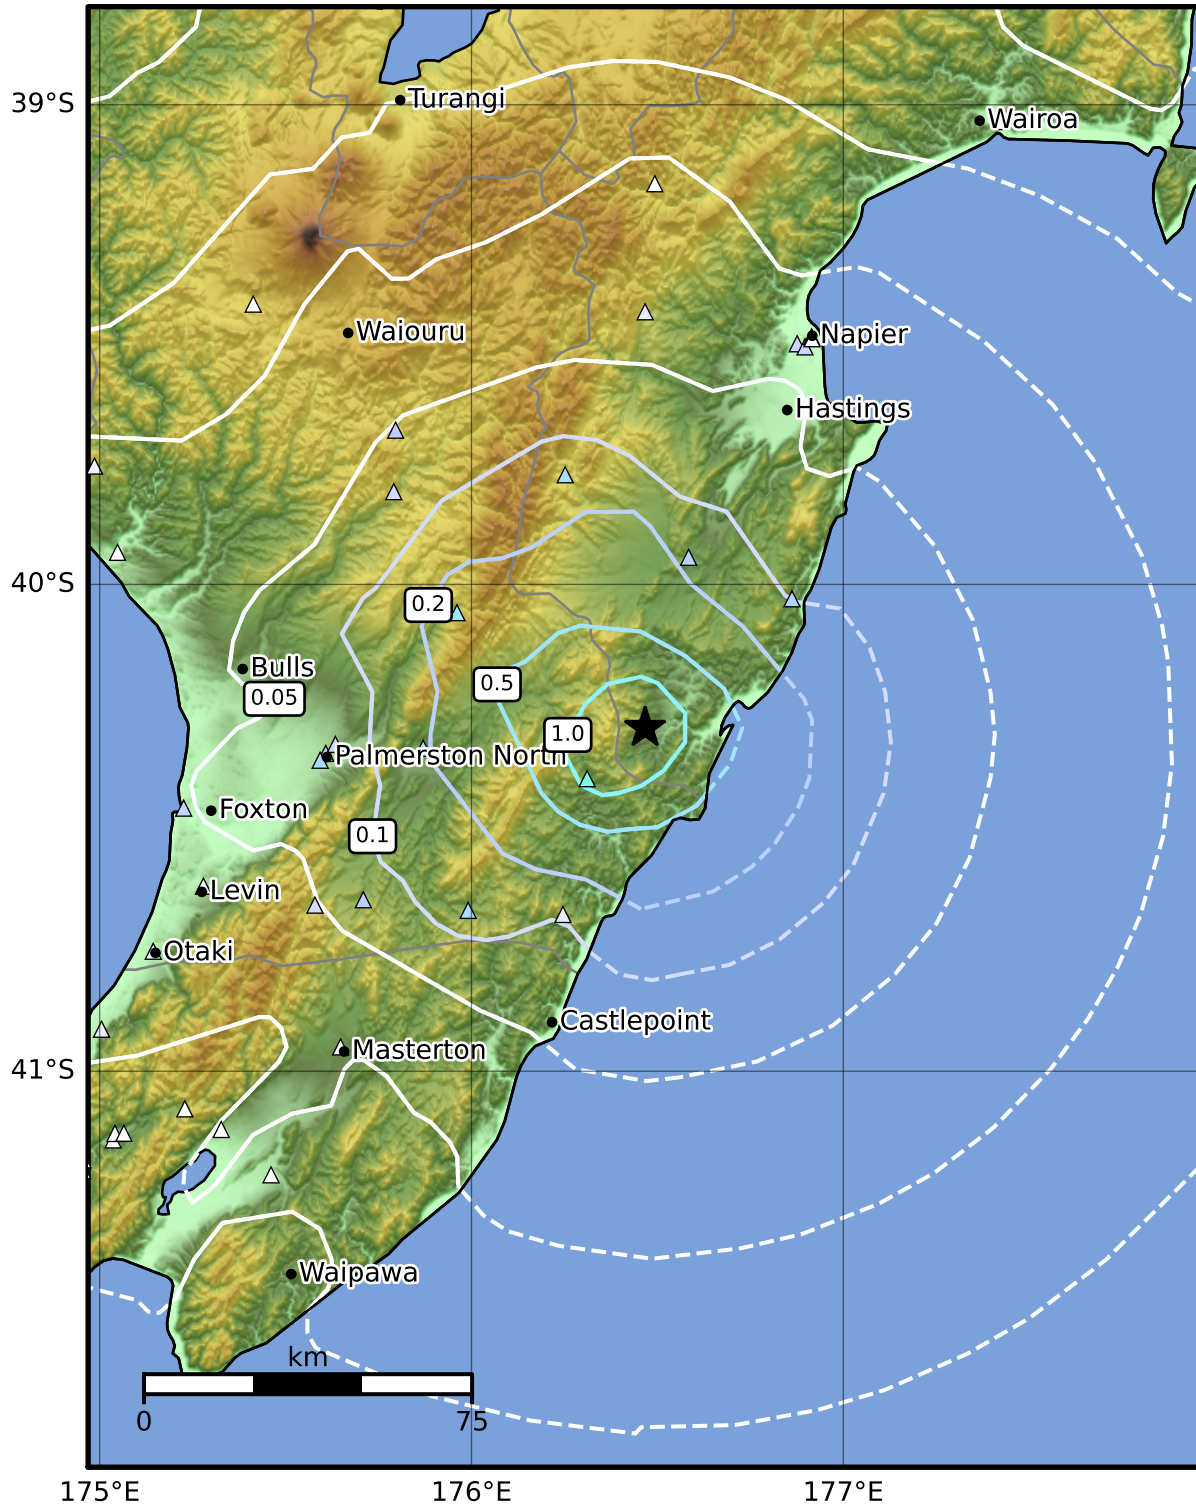 39°S
Turangi
Wairoa
Waiouru
Napier
Hastings
40°S
0.2
Bulls
0.05
0.5
1.0
Palmerston North
Foxton
0.1
Levin
Otaki
Castlepoint
Masterton
41°S
Waipawa
km
0
75
175°E
176°E
177°E